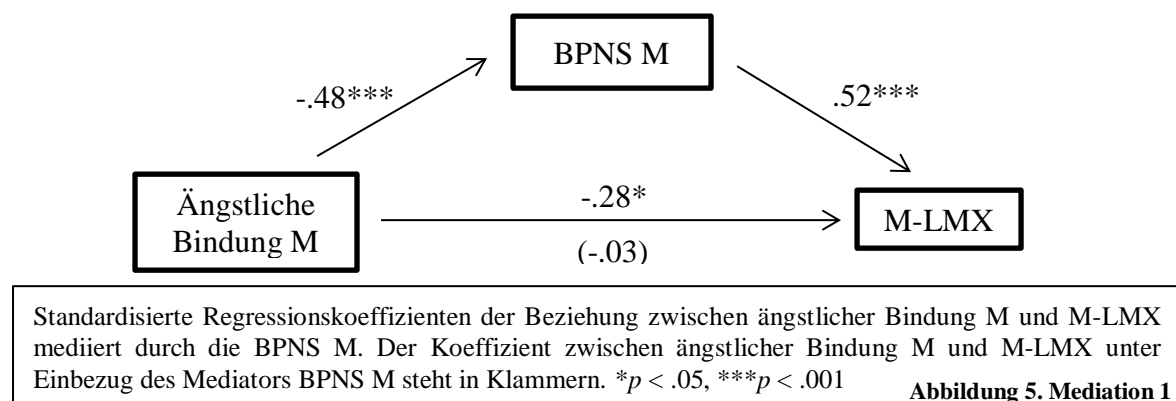 BPNS M
-.48***
.52***
Ängstliche
Bindung M
-.28*
(-.03)
M-LMX
Standardisierte Regressionskoeffizienten der Beziehung zwischen ängstlicher Bindung M und M-LMX
mediiert durch die BPNS M. Der Koeffizient zwischen ängstlicher Bindung M und M-LMX unter
Einbezug des Mediators BPNS M steht in Klammern. *p < .05, ***p < .001
Abbildung 5. Mediation 1